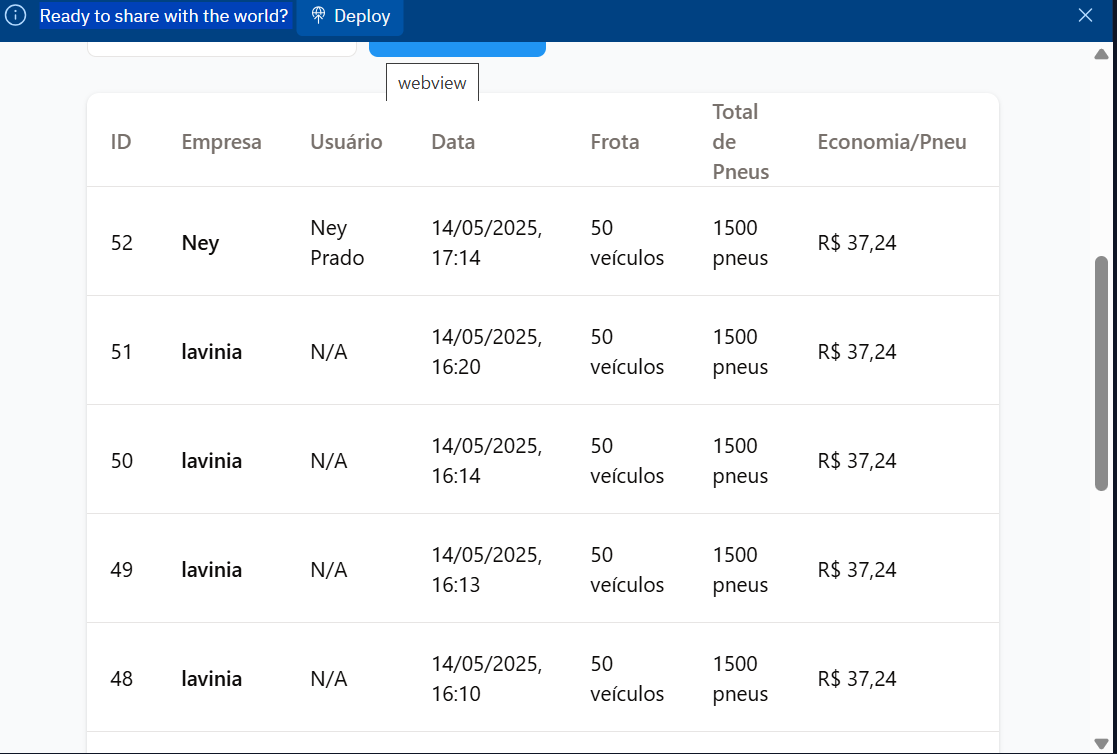 Ready to share with the world? Deploy
webview
ID Empresa Usuário Data Frota Total de Pneus Economia/Pneu
52 Ney Ney Prado 14/05/2025, 17:14 50 veículos 1500 pneus R$ 37,24
51 lavinia N/A 14/05/2025, 16:20 50 veículos 1500 pneus R$ 37,24
50 lavinia N/A 14/05/2025, 16:14 50 veículos 1500 pneus R$ 37,24
49 lavinia N/A 14/05/2025, 16:13 50 veículos 1500 pneus R$ 37,24
48 lavinia N/A 14/05/2025, 16:10 50 veículos 1500 pneus R$ 37,24